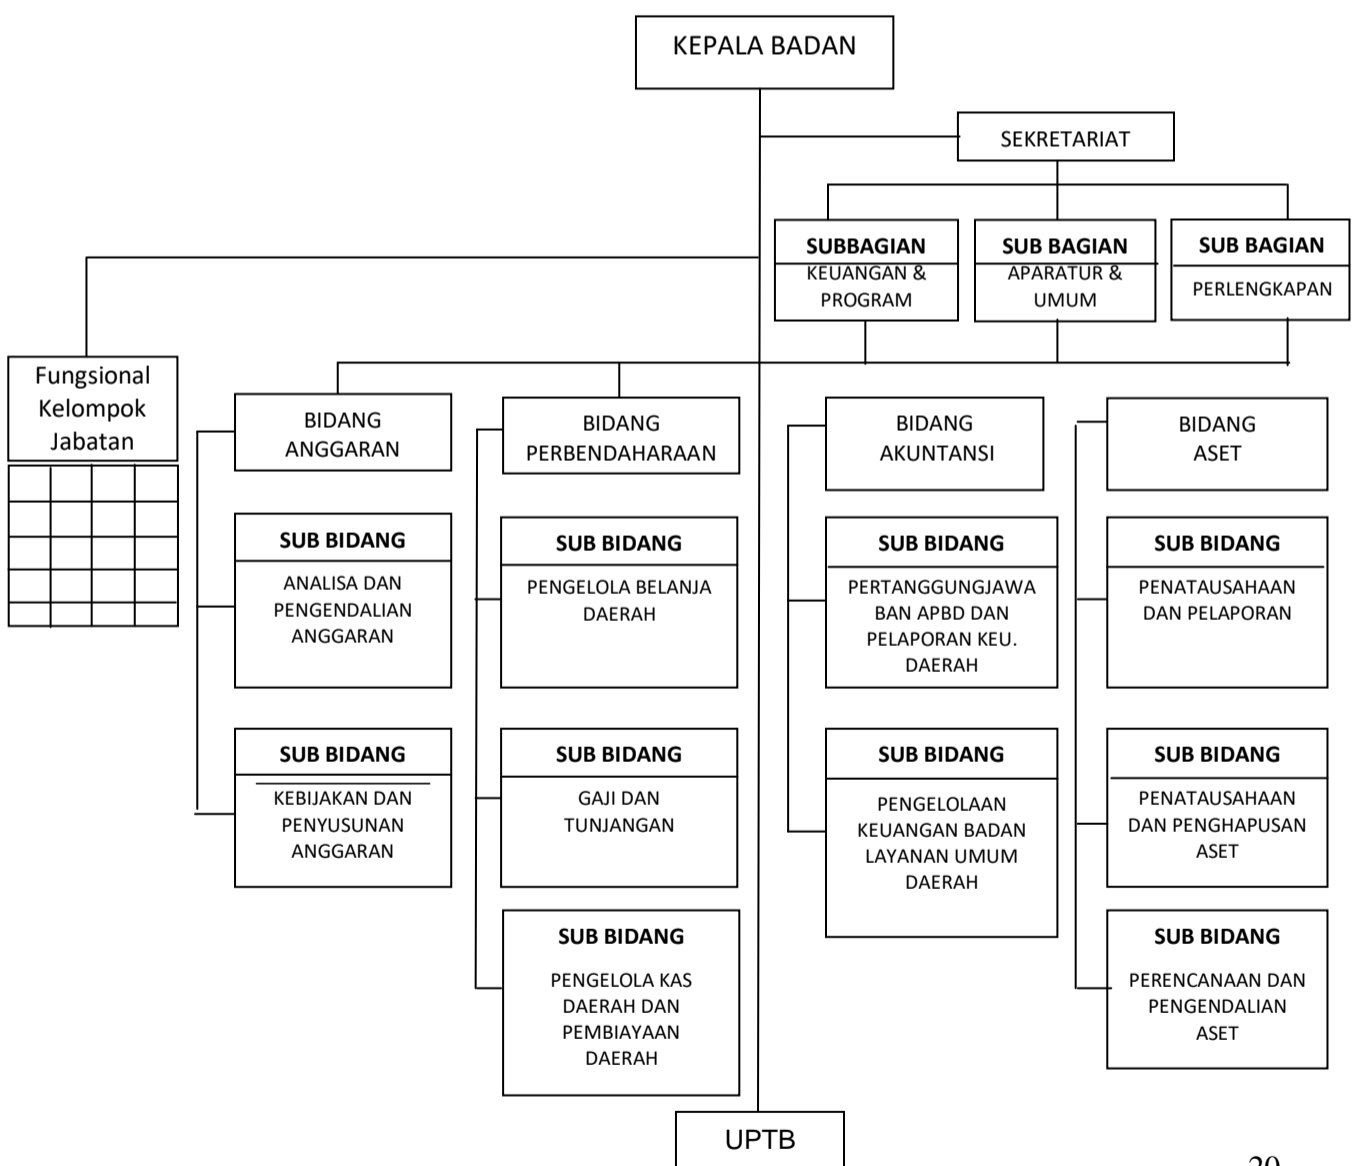 KEPALA BADAN
SEKRETARIAT
SUBBAGIAN
KEUANGAN &
PROGRAM
SUB BAGIAN
APARATUR &
UMUM
SUB BAGIAN
PERLENGKAPAN
Fungsional
Kelompok
Jabatan
BIDANG
ANGGARAN
BIDANG
PERBENDAHARAAN
BIDANG
AKUNTANSI
BIDANG
ASET
SUB BIDANG
ANALISA DAN
PENGENDALIAN
ANGGARAN
SUB BIDANG
PENGELOLA BELANJA
DAERAH
SUB BIDANG
PERTANGGUNGJAWA
BAN APBD DAN
PELAPORAN KEU.
DAERAH
SUB BIDANG
PENATAUSAHAAN
DAN PELAPORAN
SUB BIDANG
KEBIJAKAN DAN
PENYUSUNAN
ANGGARAN
SUB BIDANG
GAJI DAN
TUNJANGAN
SUB BIDANG
PENGELOLAAN
KEUANGAN BADAN
LAYANAN UMUM
DAERAH
SUB BIDANG
PENATAUSAHAAN
DAN PENGHAPUSAN
ASET
SUB BIDANG
PENGELOLA KAS
DAERAH DAN
PEMBIAYAAN
DAERAH
SUB BIDANG
PERENCANAAN DAN
PENGENDALIAN
ASET
UPTB